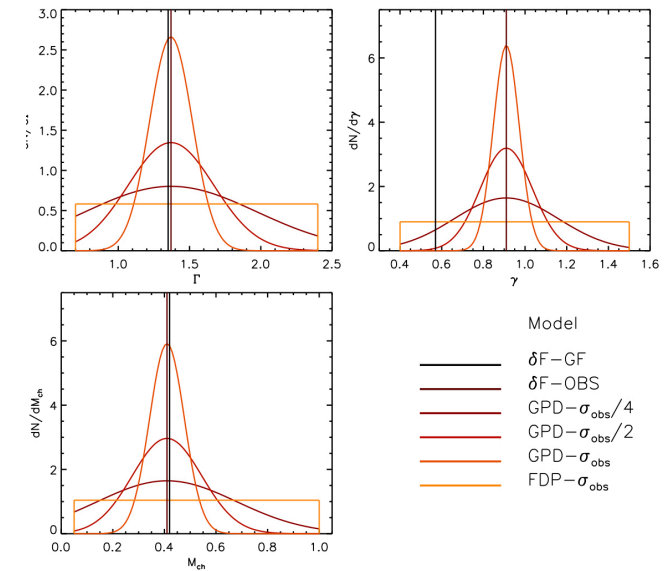 3.0
2.5
2.0
1.5
1.0
0.5
0.0
1.0 1.5 2.0 2.5
Γ
dN/dγ
6
4
2
0
0.4 0.6 0.8 1.0 1.2 1.4 1.6
γ
dN/dM_ch
6
4
2
0
0.0 0.2 0.4 0.6 0.8 1.0
M_ch
Model
δF−GF
δF−OBS
GPD−σ_obs/4
GPD−σ_obs/2
GPD−σ_obs
FDP−σ_obs